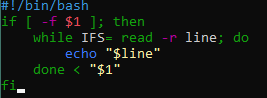 #!/bin/bash
if [ -f $1 ]; then
    while IFS= read -r line; do
        echo "$line"
    done < "$1"
fi